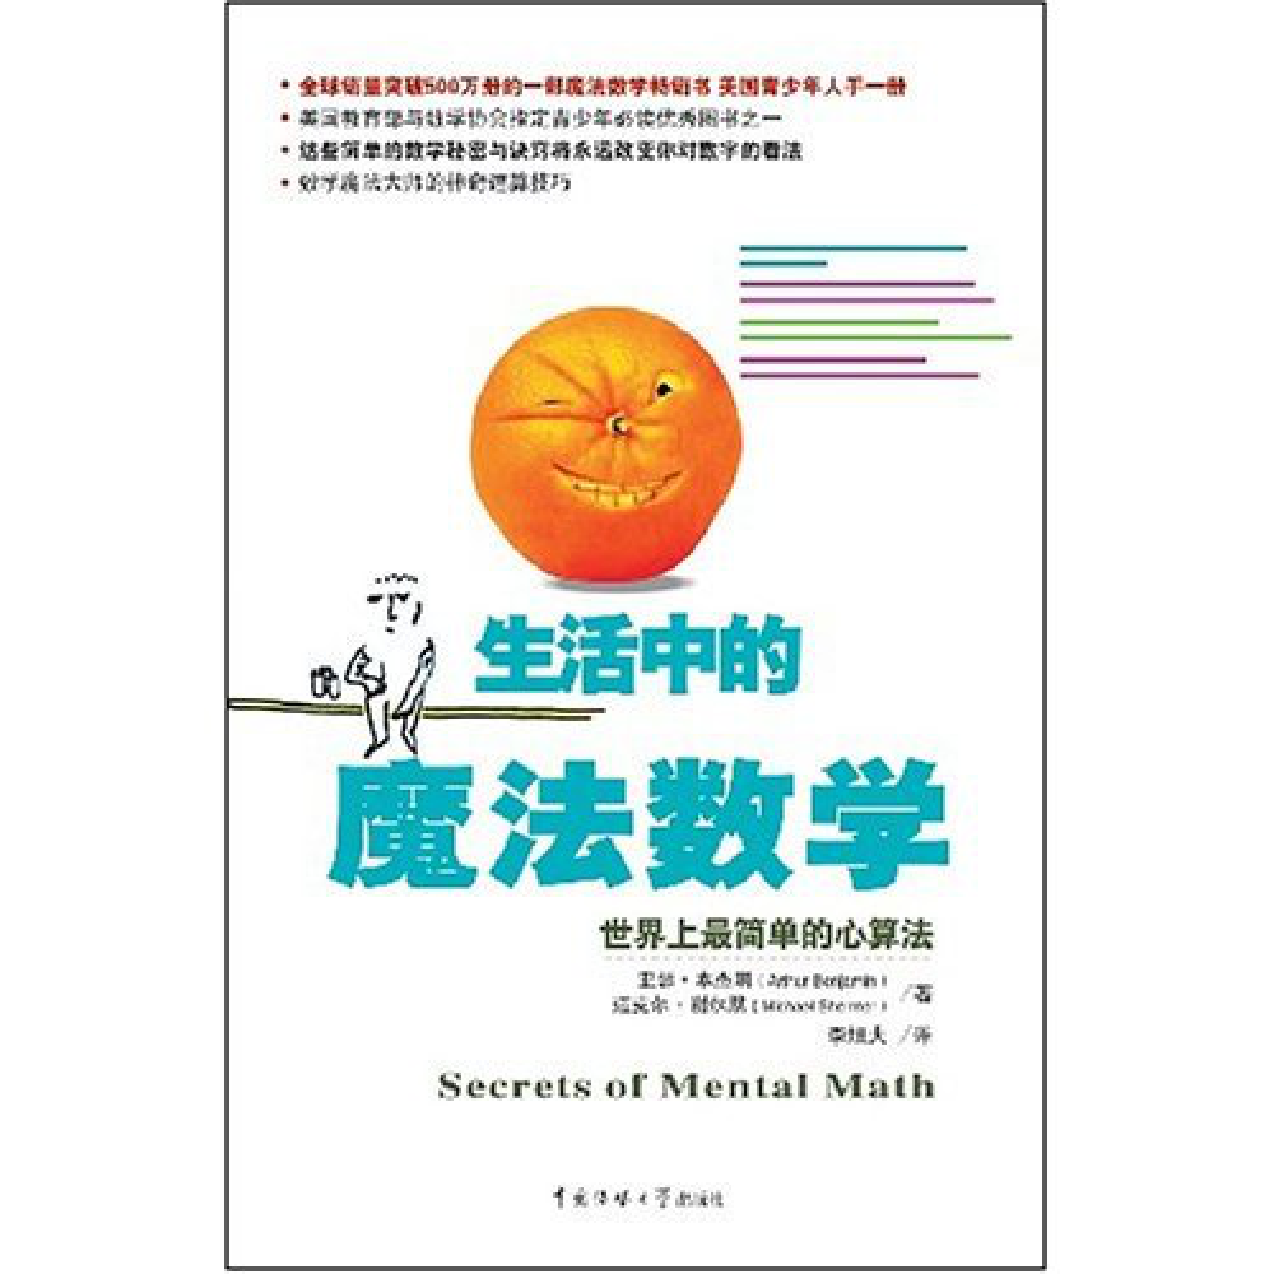 全球销量突破500万册的一部魔法数学畅销书 美国青少年人手一册
美国教育部与数学协会推定青少年必读优秀图书之一
这些简单的数学秘密与诀窍将永远改变你对数字的看法
数学魔法大师的神奇速算技巧
生活中的
魔法数学
世界上最简单的心算法
亚瑟·本杰明(Arthur Benjamin)
迈克尔·谢尔默(Michael Shermer)
/著
李旭大 /译
Secrets of Mental Math
中国传媒大学出版社